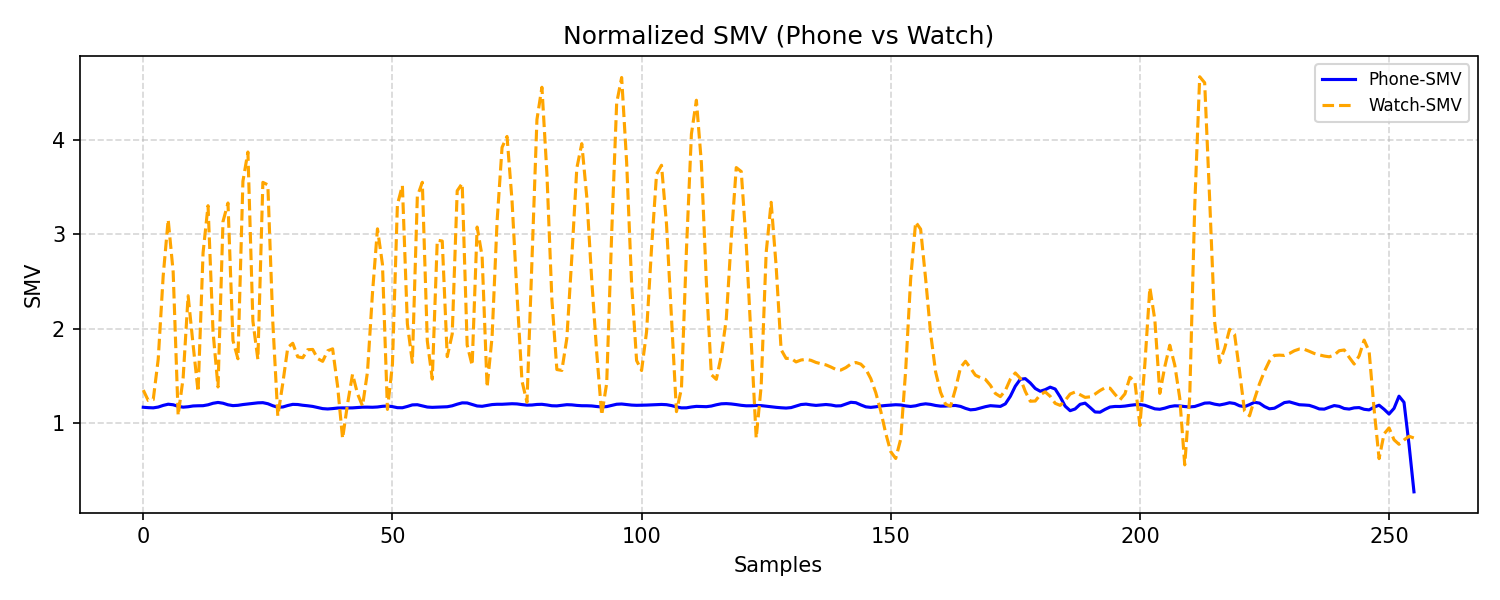 Normalized SMV (Phone vs Watch)
Phone-SMV
Watch-SMV
SMV
4
3
2
1
0 50 100 150 200 250
Samples